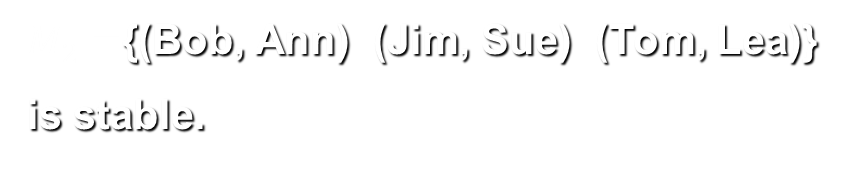 {(Bob, Ann) (Jim, Sue) (Tom, Lea)}
is stable.